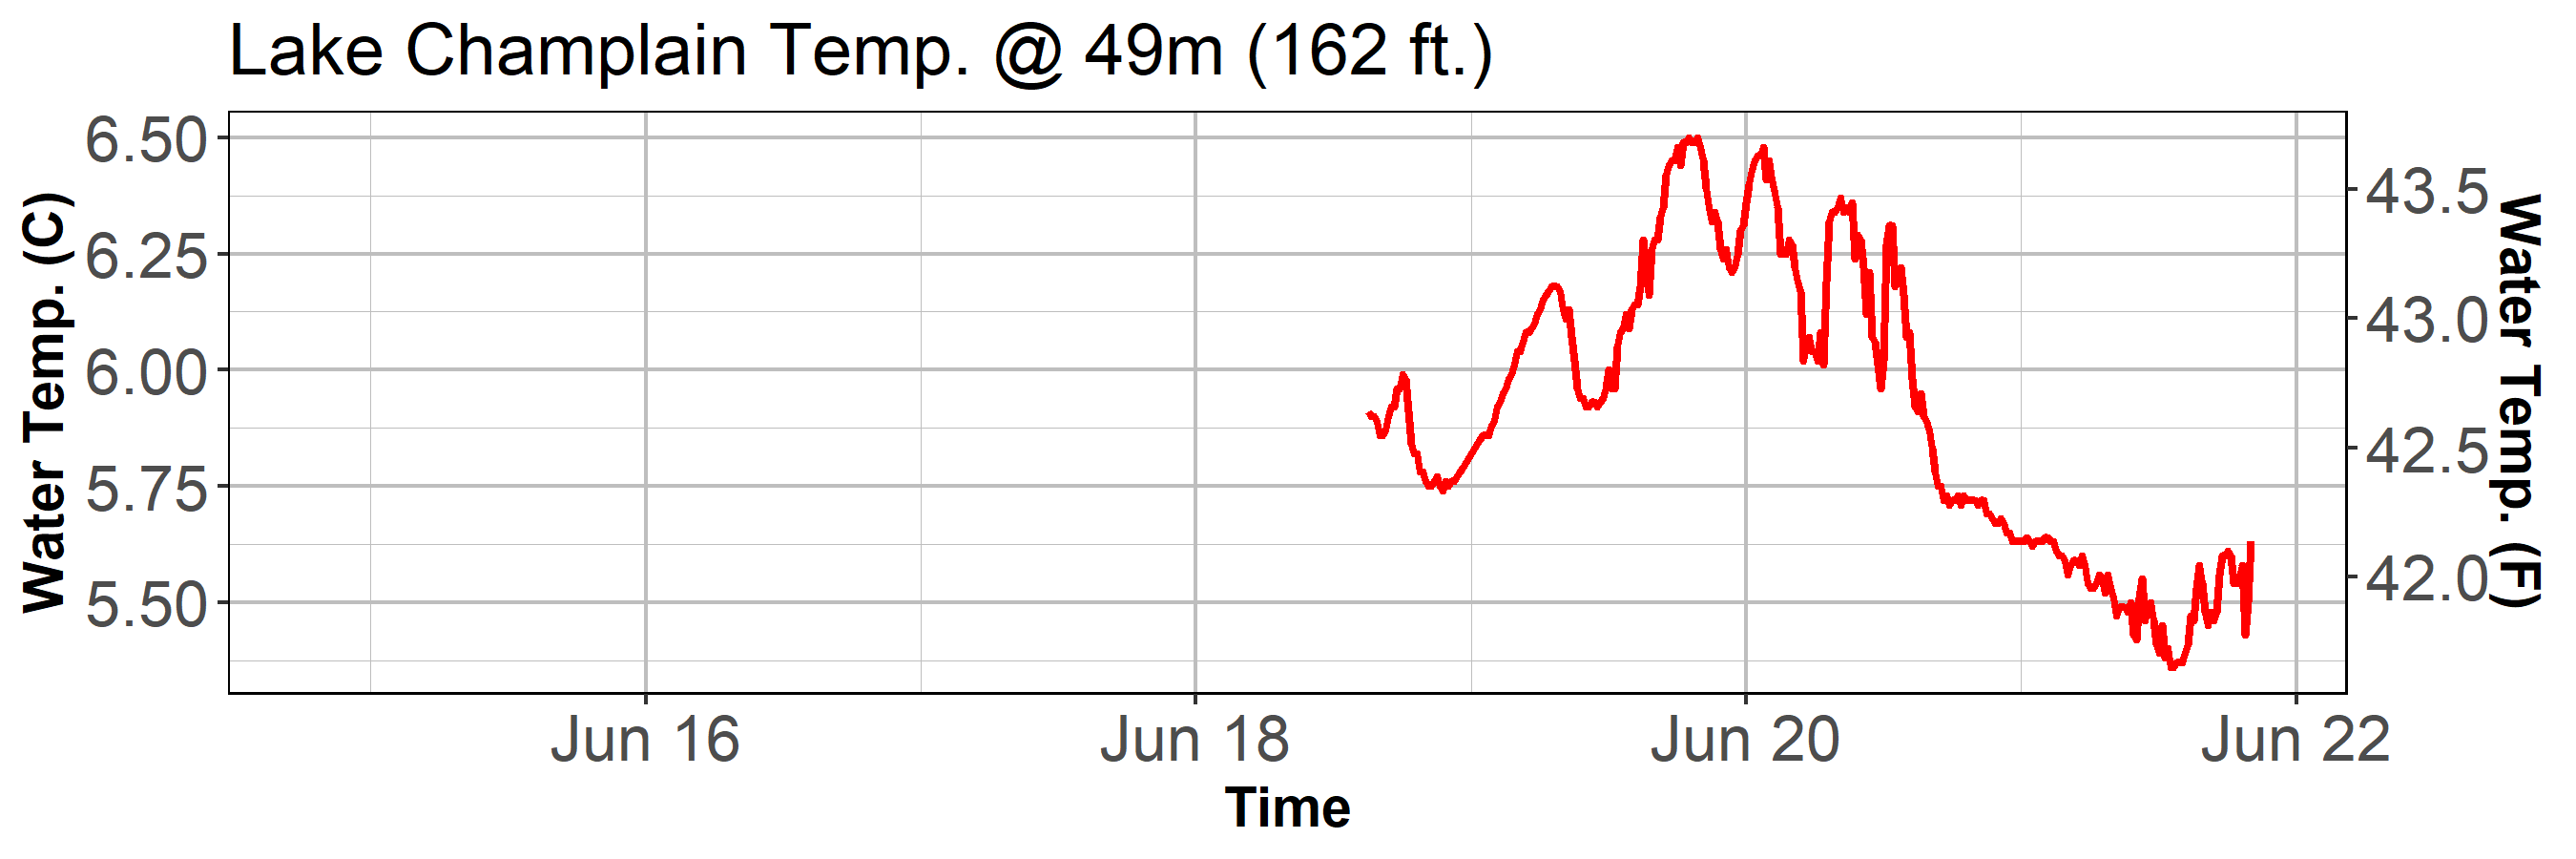 Lake Champlain Temp. @ 49m (162 ft.)
Water Temp. (C)
6.50
6.25
6.00
5.75
5.50
43.5
43.0
42.5
42.0
Water Temp. (F)
Jun 16
Jun 18
Jun 20
Jun 22
Time